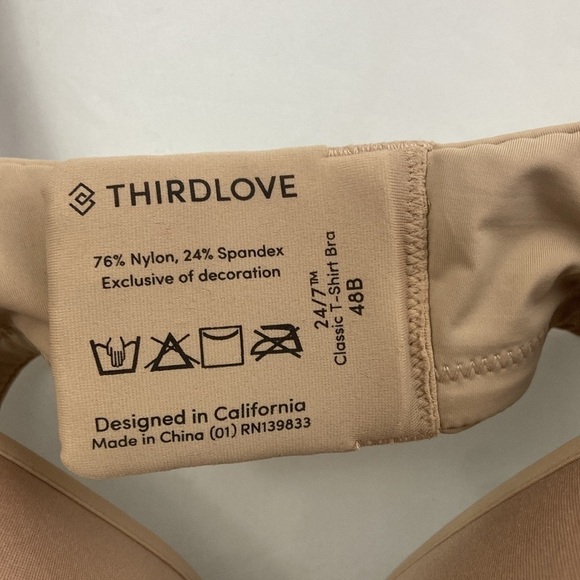 THIRDLOVE
76% Nylon, 24% Spandex
Exclusive of decoration
Designed in California
Made in China (01) RN139833
24/7™
Classic T-Shirt Bra
48B